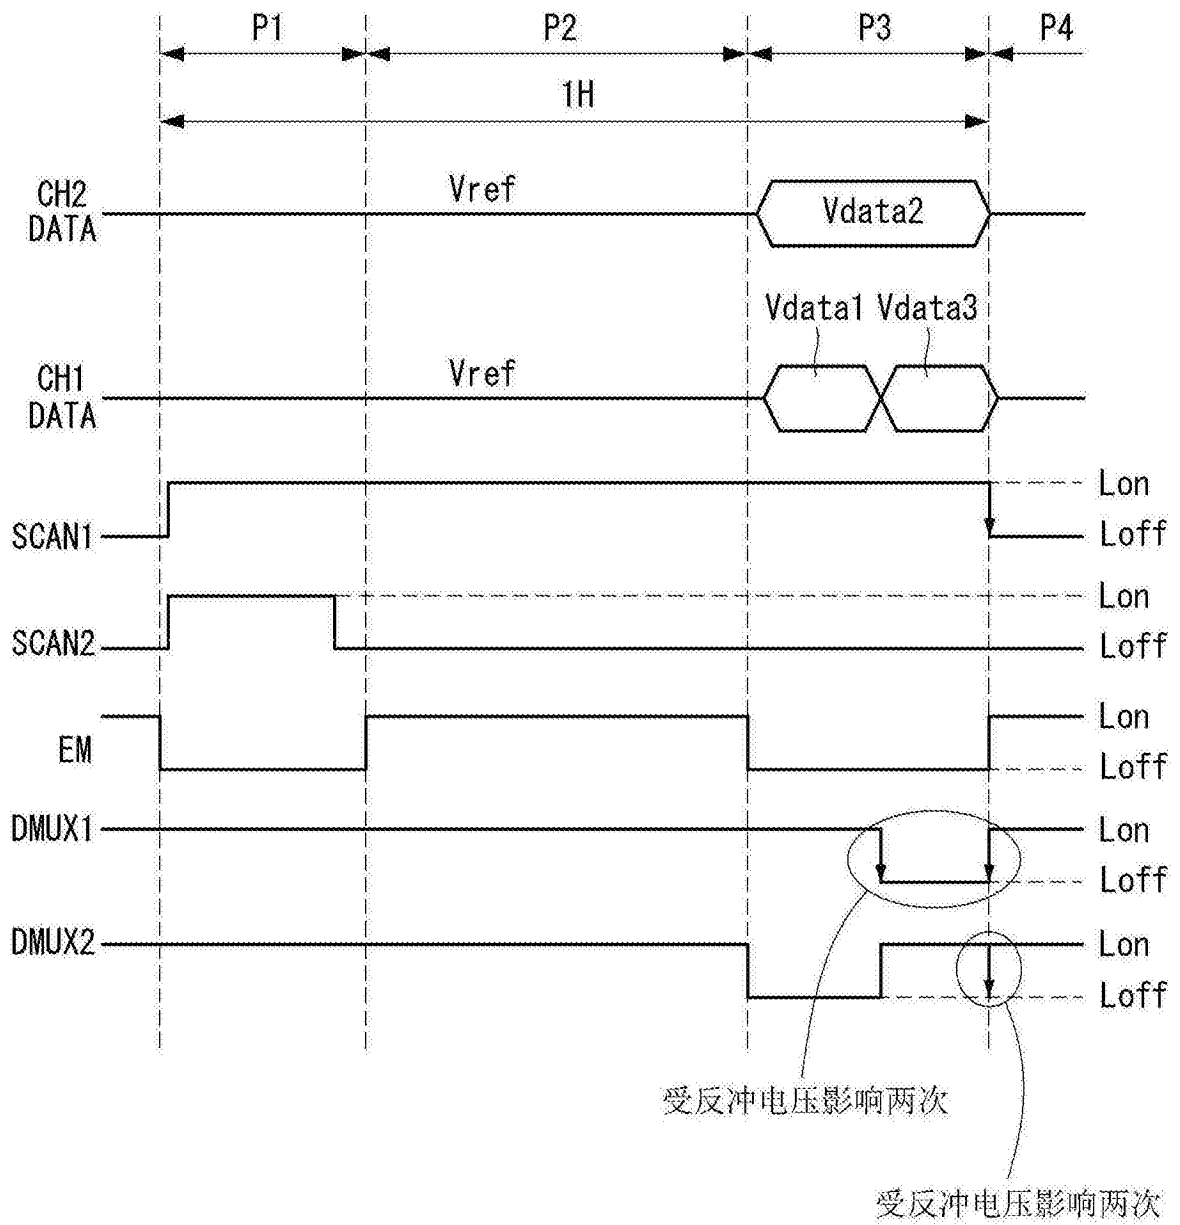 P1 P2 P3 P4
1H
CH2
DATA
Vref
Vdata2
Vdata1 Vdata3
CH1
DATA
Vref
SCAN1
Lon
Loff
SCAN2
Lon
Loff
EM
Lon
Loff
DMUX1
Lon
Loff
DMUX2
Lon
Loff
受反冲电压影响两次
受反冲电压影响两次